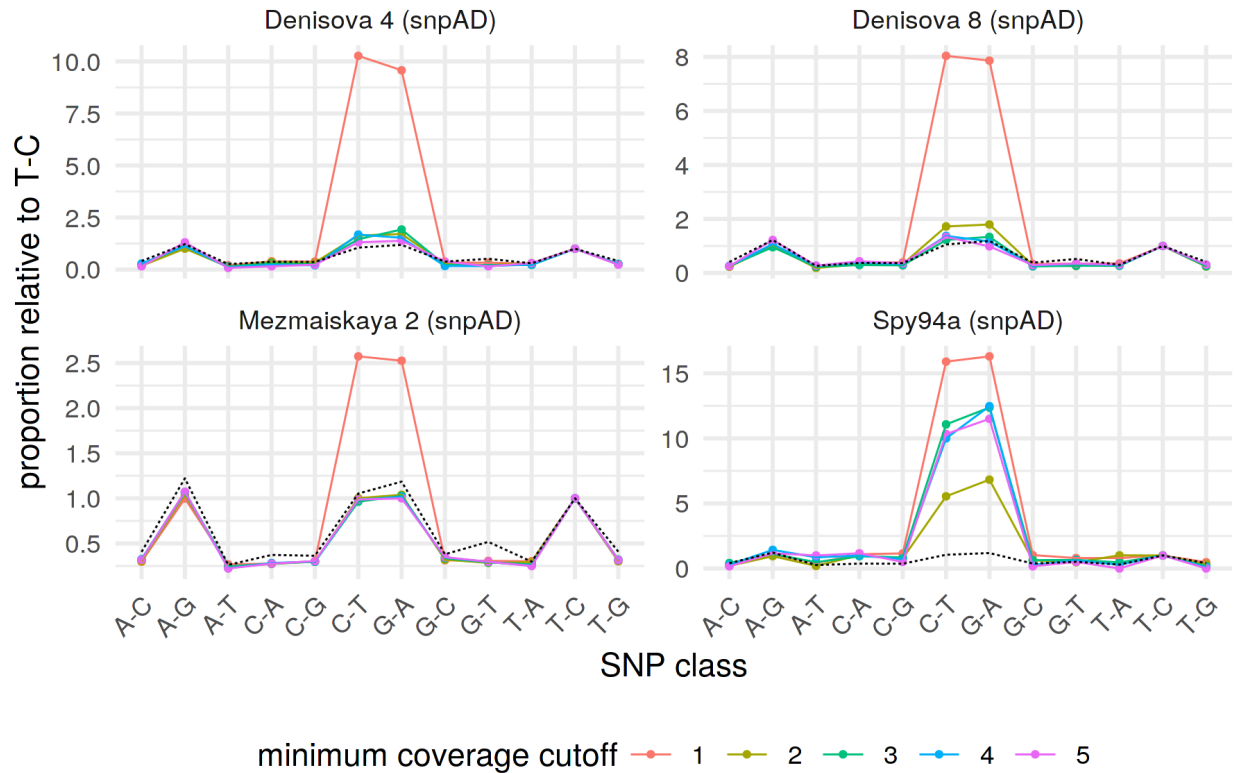 Denisova 4 (snpAD)
Denisova 8 (snpAD)
proportion relative to T-C
10.0
7.5
5.0
2.5
0.0
8
6
4
2
0
Mezmaiskaya 2 (snpAD)
Spy94a (snpAD)
2.5
2.0
1.5
1.0
0.5
15
10
5
0
A-C A-G A-T C-A C-G C-T G-A G-C G-T T-A T-C T-G
A-C A-G A-T C-A C-G C-T G-A G-C G-T T-A T-C T-G
SNP class
minimum coverage cutoff 1 2 3 4 5